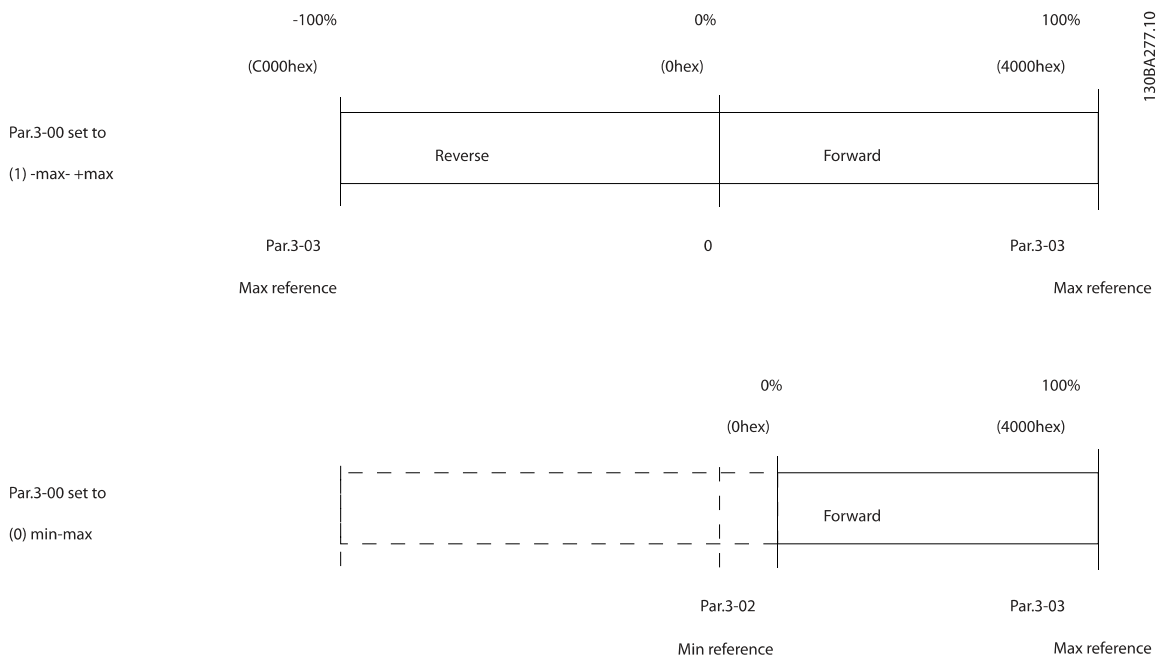 -100% 0% 100%
(C000hex) (0hex) (4000hex)
130BA277.10
Par.3-00 set to
(1) -max- +max
Reverse Forward
Par.3-03 0 Par.3-03
Max reference Max reference
0% 100%
(0hex) (4000hex)
Par.3-00 set to
(0) min-max
Forward
Par.3-02 Par.3-03
Min reference Max reference